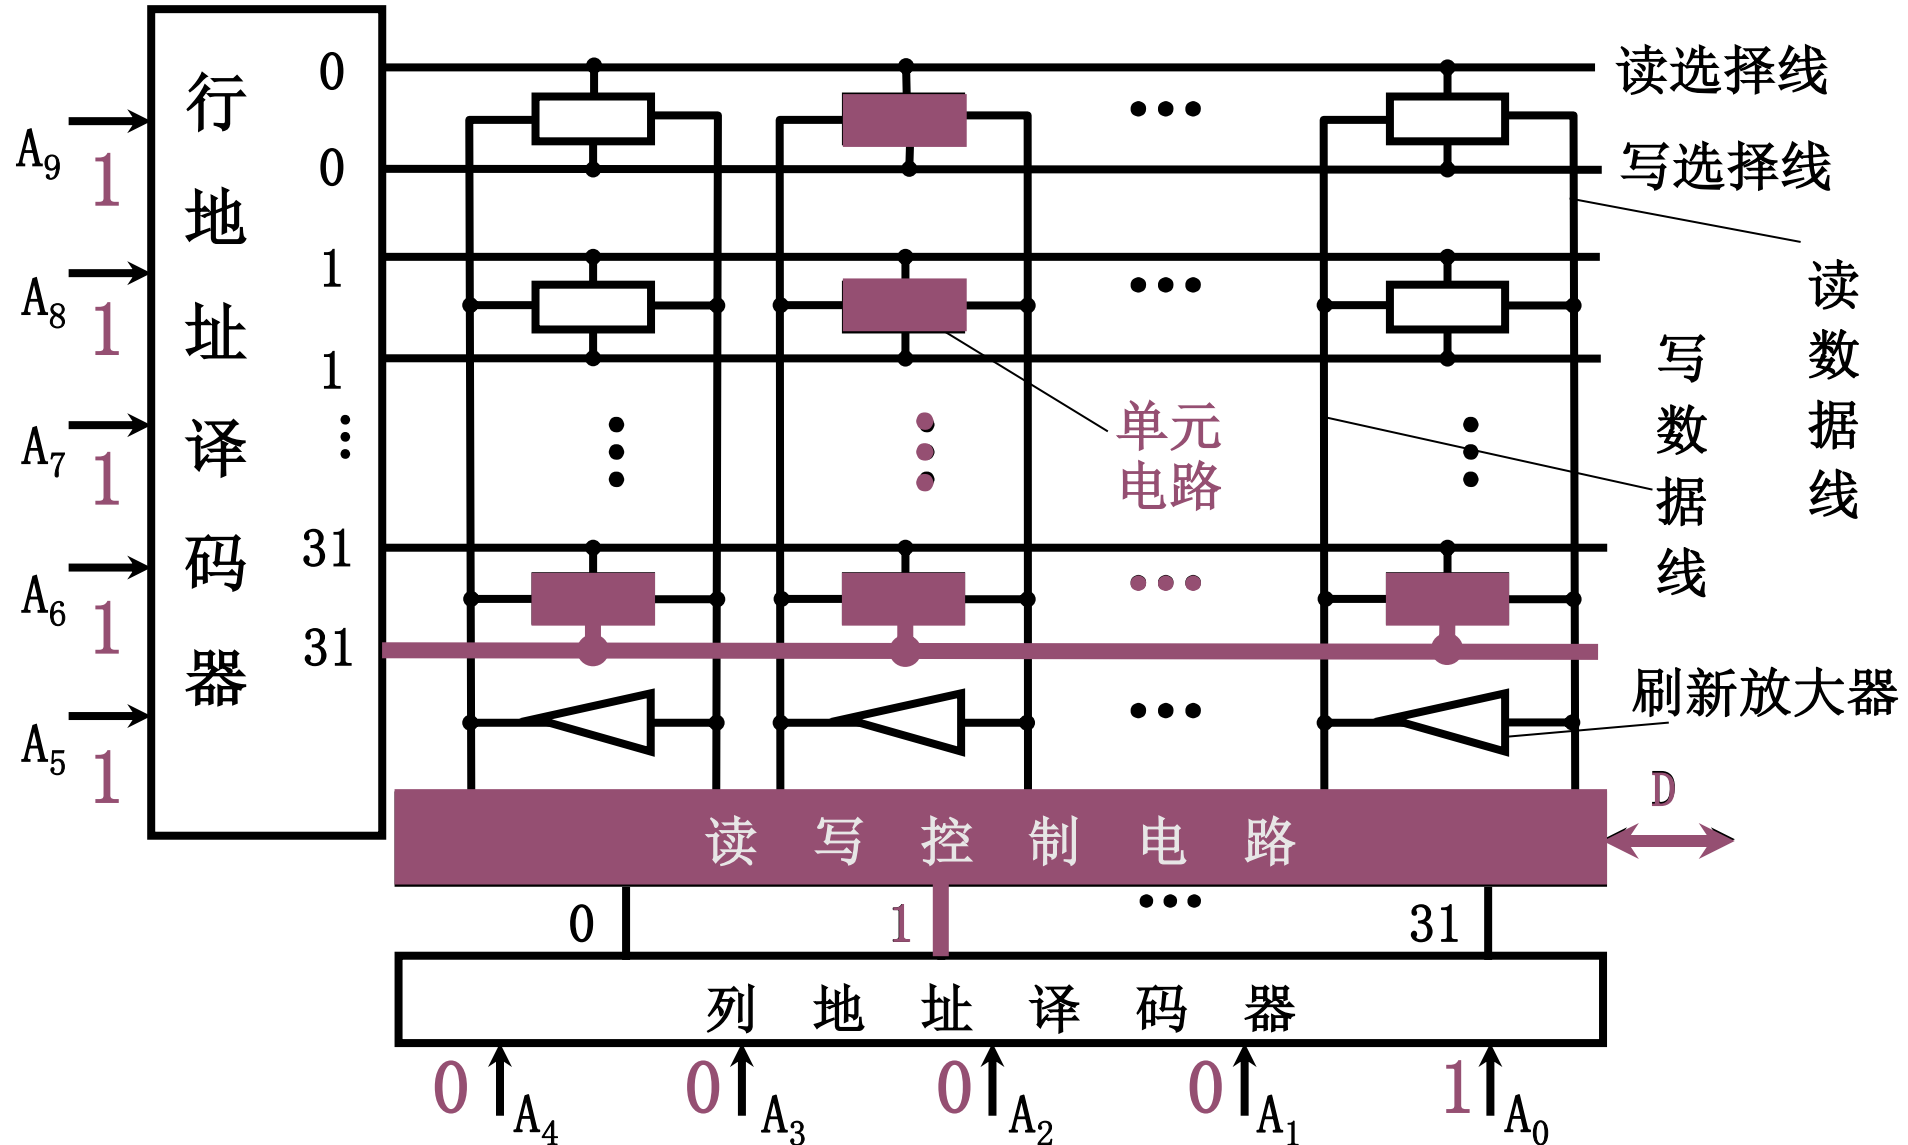 行地址译码器
A9 1
A8 1
A7 1
A6 1
A5 1
0
0
1
1
31
31
读选择线
写选择线
读数据线
写数据线
单元
电路
刷新放大器
D
读写控制电路
0 1 31
列地址译码器
0 A4 0 A3 0 A2 0 A1 1 A0